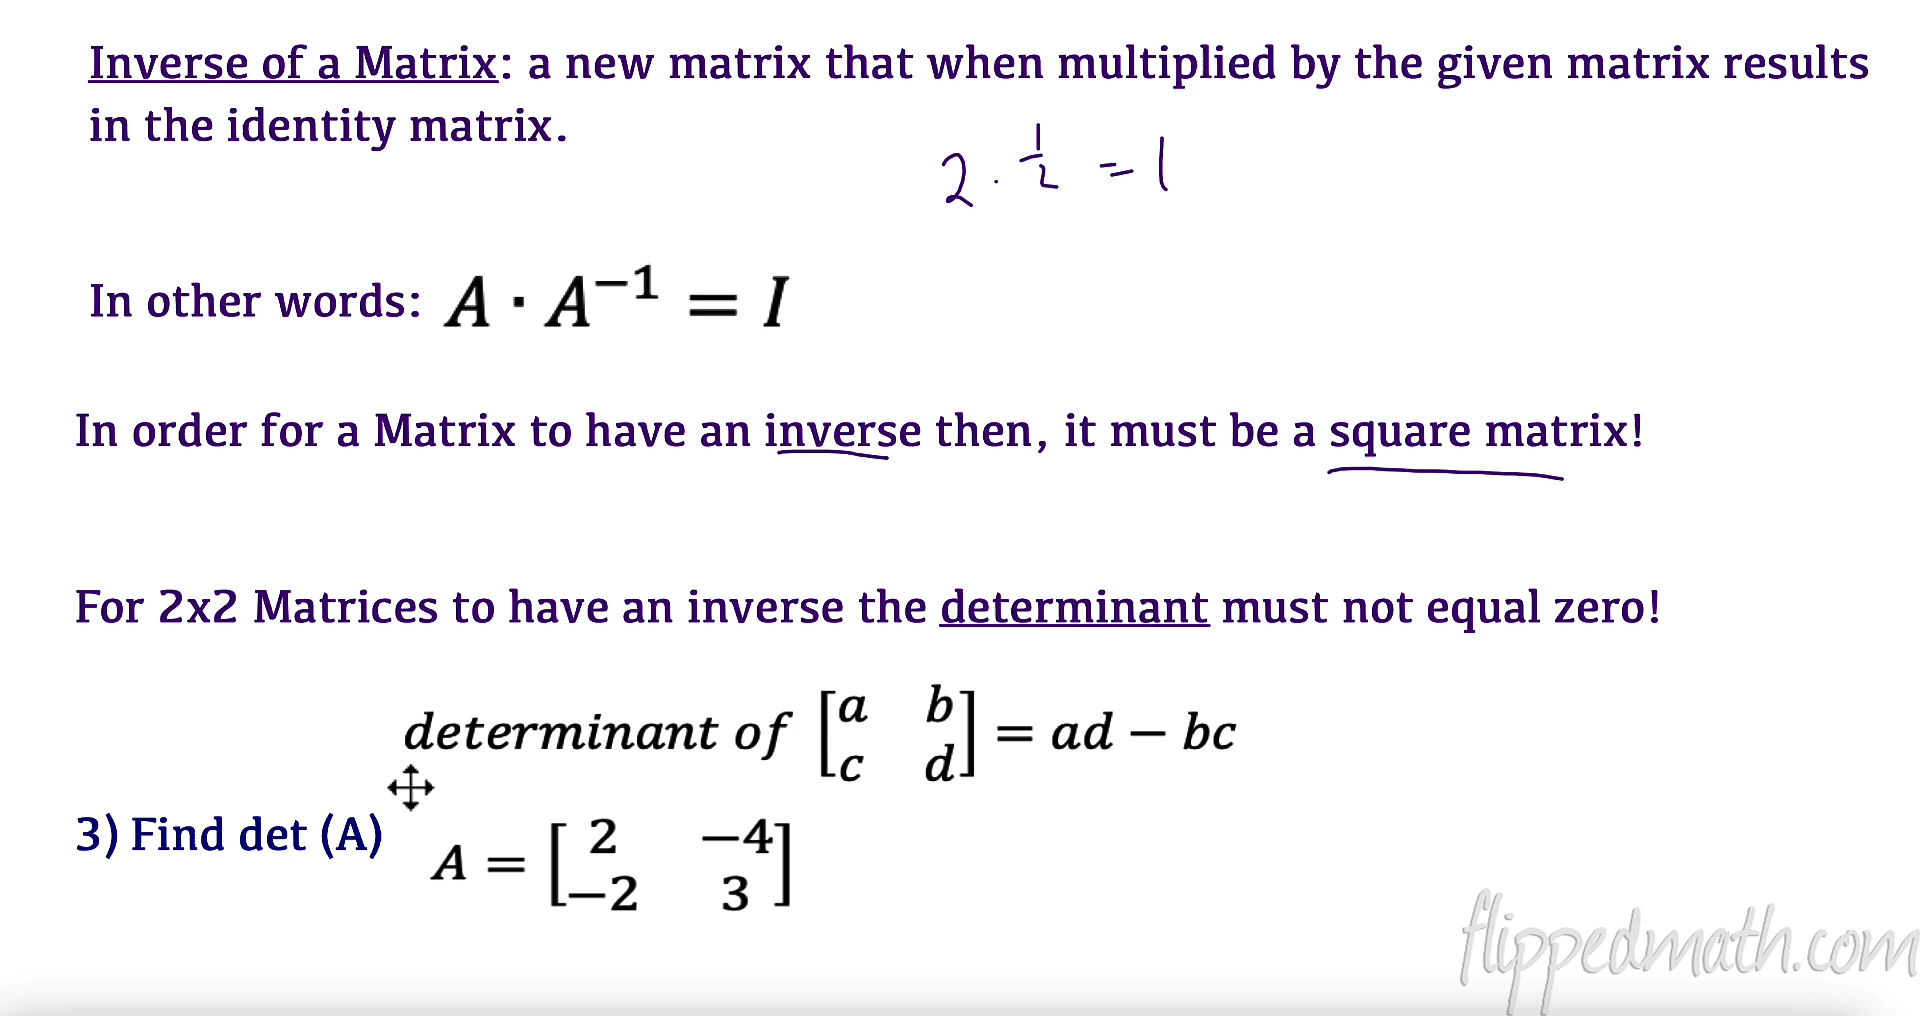 Inverse of a Matrix: a new matrix that when multiplied by the given matrix results
in the identity matrix.
2 · 1/2 = 1
In other words: A · A⁻¹ = I
In order for a Matrix to have an inverse then, it must be a square matrix!
For 2x2 Matrices to have an inverse the determinant must not equal zero!
determinant of [a b; c d] = ad − bc
3) Find det (A)
A = [2 −4; −2 3]
flippedmath.com